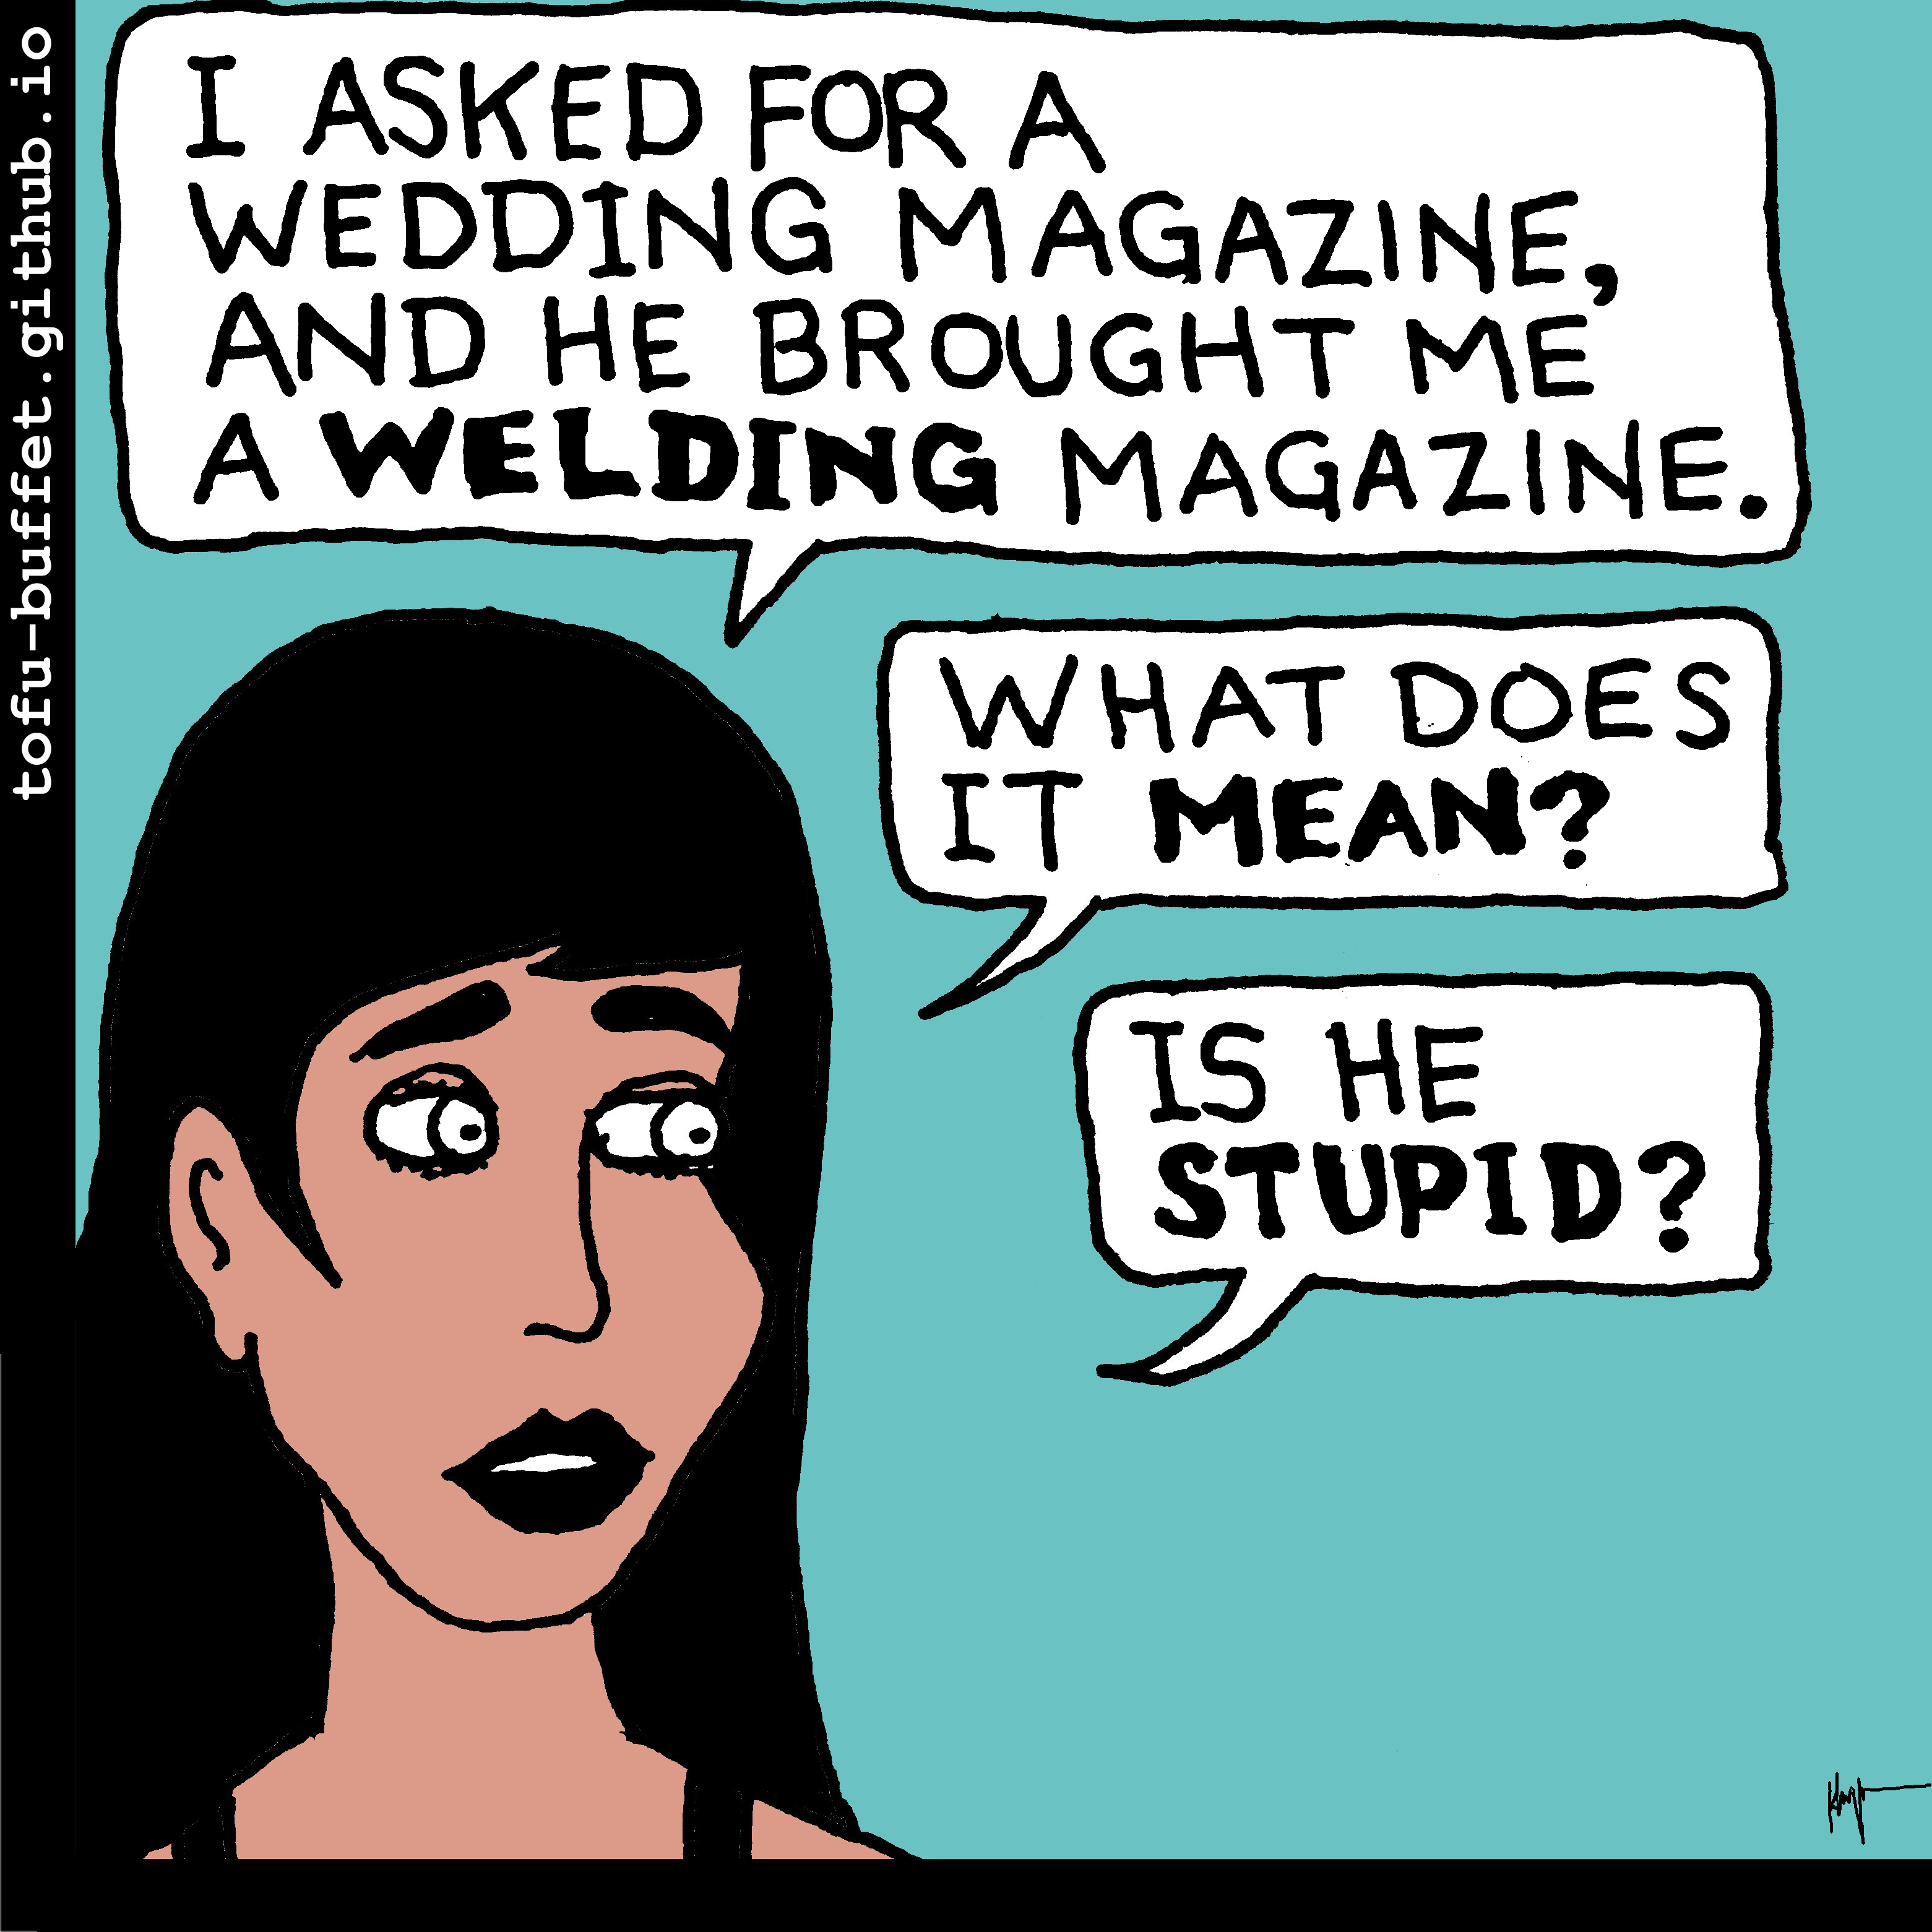 tofu-buffet.github.io
I ASKED FOR A
WEDDING MAGAZINE,
AND HE BROUGHT ME
A WELDING MAGAZINE.
WHAT DOES
IT MEAN?
IS HE
STUPID?